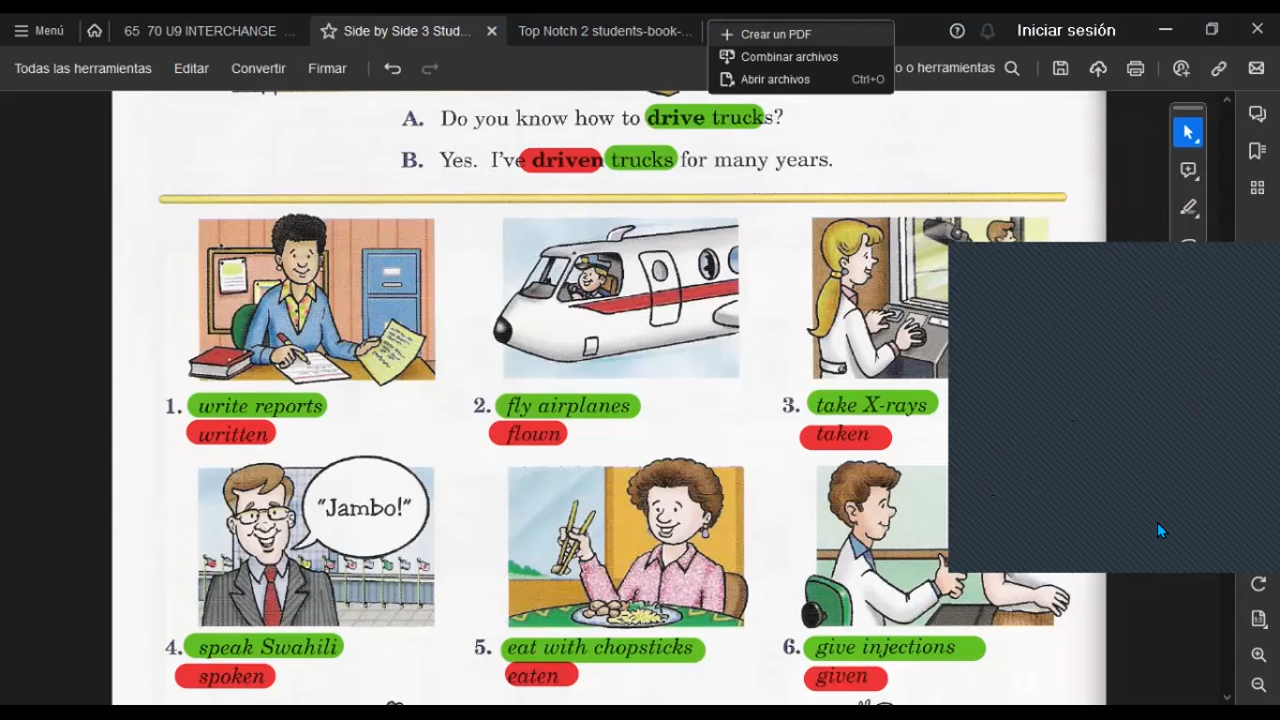 Menú
65 70 U9 INTERCHANGE ...
Side by Side 3 Stud...
Top Notch 2 students-book-...
Crear un PDF
Iniciar sesión
Todas las herramientas
Editar
Convertir
Firmar
Combinar archivos
o o herramientas
Abrir archivos Ctrl+O
A. Do you know how to drive trucks?
B. Yes. I've driven trucks for many years.
1. write reports
written
2. fly airplanes
flown
3. take X-rays
taken
"Jambo!"
4. speak Swahili
spoken
5. eat with chopsticks
eaten
6. give injections
given